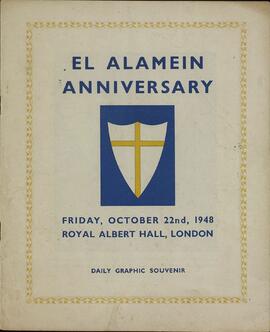 EL ALAMEIN
ANNIVERSARY
FRIDAY, OCTOBER 22nd, 1948
ROYAL ALBERT HALL, LONDON
DAILY GRAPHIC SOUVENIR